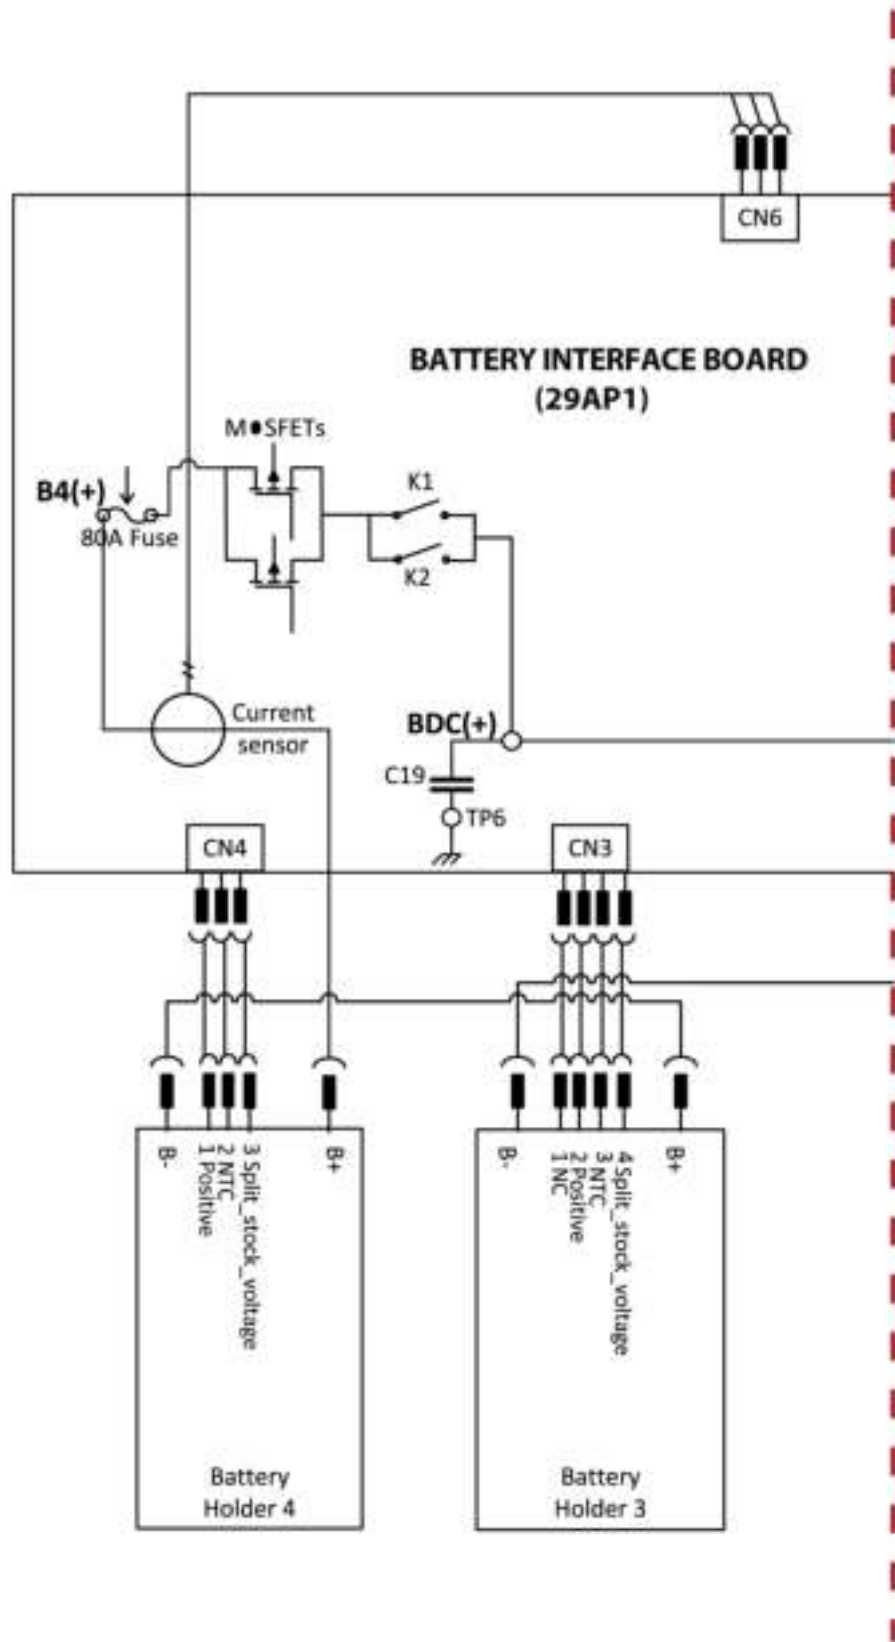 CN6
BATTERY INTERFACE BOARD
(29AP1)
MOSFETs
B4(+)
80A Fuse
K1
K2
Current
sensor
BDC(+)
C19
TP6
CN4
CN3
B-
1 Positive
2 NTC
3 Split_stock_voltage
B+
B-
1 NC
2 Positive
3 NTC
4 Split_stock_voltage
B+
Battery
Holder 4
Battery
Holder 3